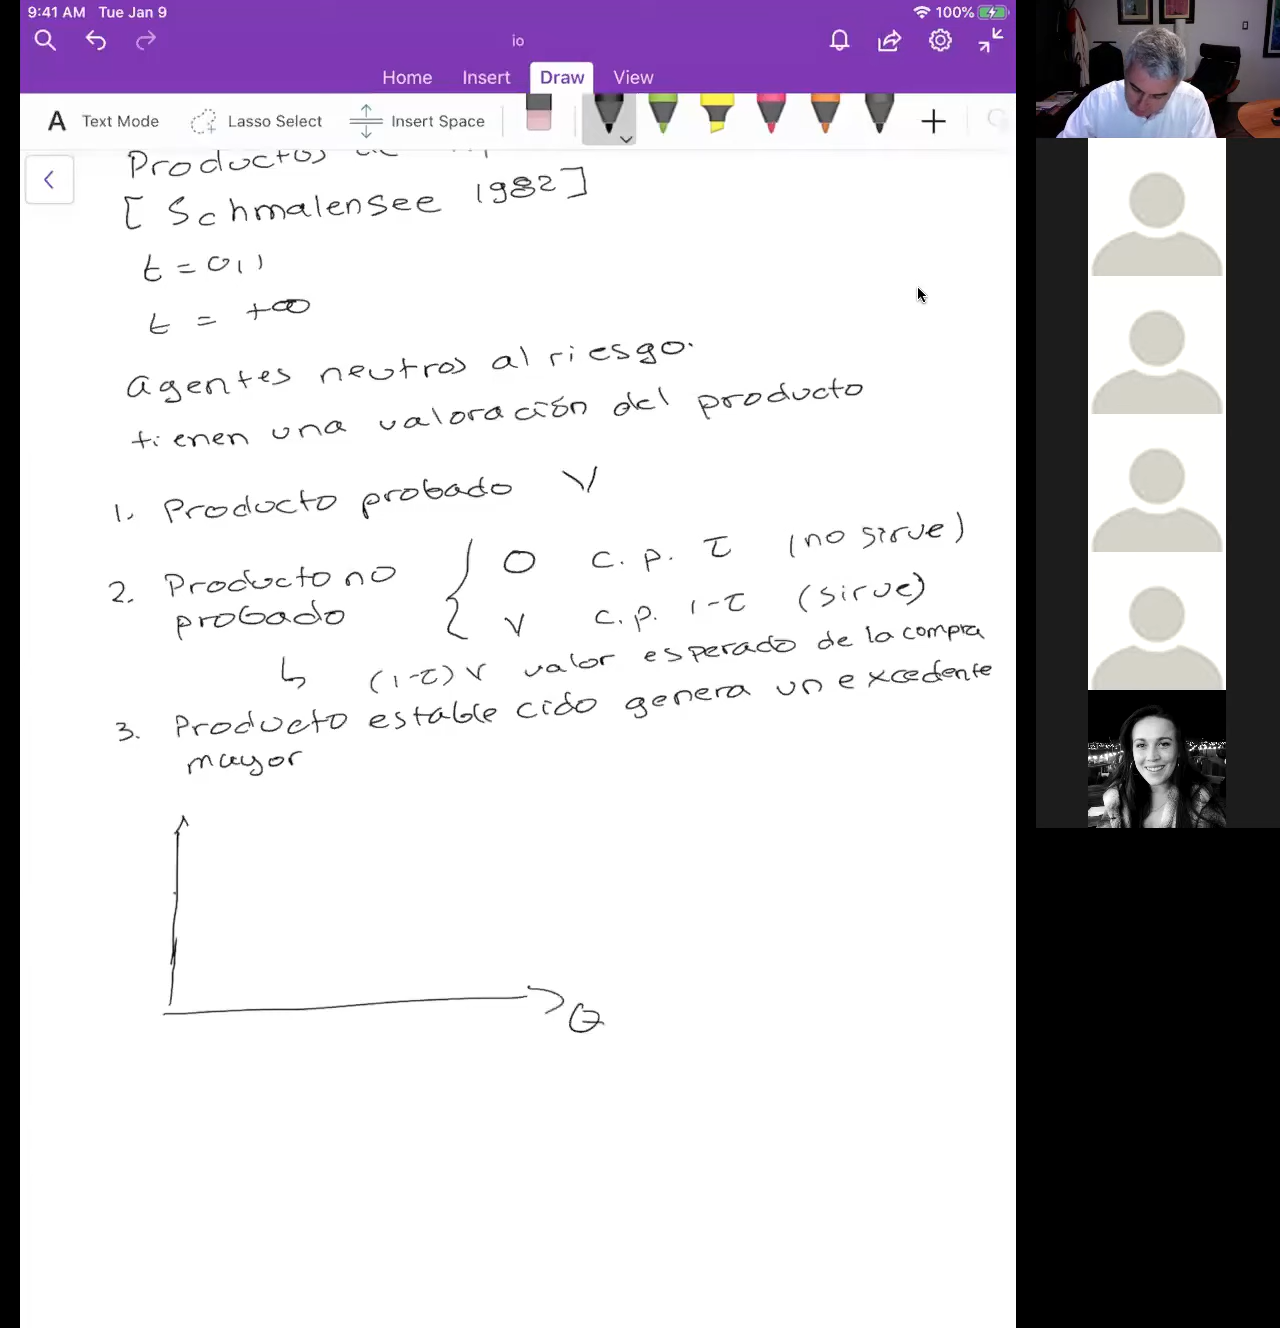 9:41 AM Tue Jan 9
100%
io
Home Insert Draw View
A Text Mode Lasso Select Insert Space
Productos de
[Schmalensee 1982]
t = 0,1
t = +∞
Agentes neutros al riesgo.
tienen una valoración del producto
1. Producto probado V
2. Producto no probado { 0 c.p. τ (no sirve)
V c.p. 1-τ (sirve)
↳ (1-τ)V valor esperado de la compra
3. Producto establecido genera un excedente
mayor
Q